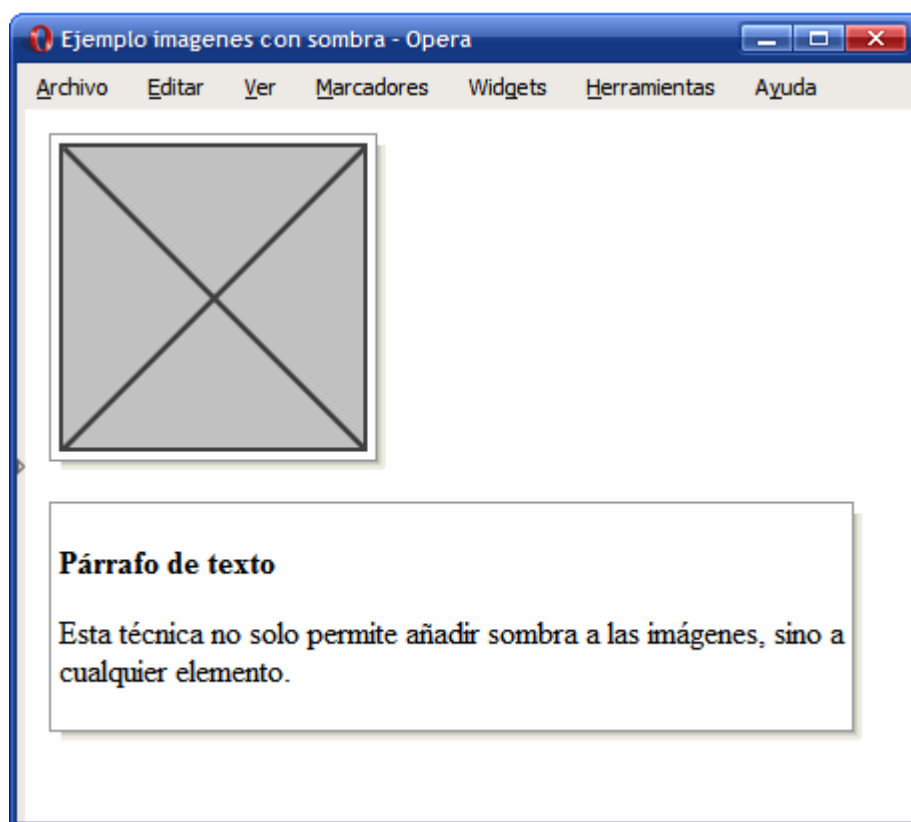 Ejemplo imagenes con sombra - Opera
Archivo Editar Ver Marcadores Widgets Herramientas Ayuda
Párrafo de texto
Esta técnica no solo permite añadir sombra a las imágenes, sino a
cualquier elemento.